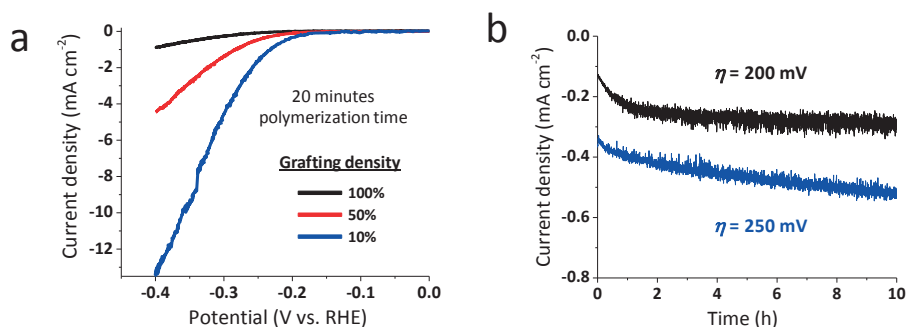 a
Current density (mA cm⁻²)
0
-2
-4
-6
-8
-10
-12
20 minutes
polymerization time
Grafting density
100%
50%
10%
-0.4
-0.3
-0.2
-0.1
0.0
Potential (V vs. RHE)
b
Current density (mA cm⁻²)
0.0
-0.2
-0.4
-0.6
-0.8
η = 200 mV
η = 250 mV
0
2
4
6
8
10
Time (h)